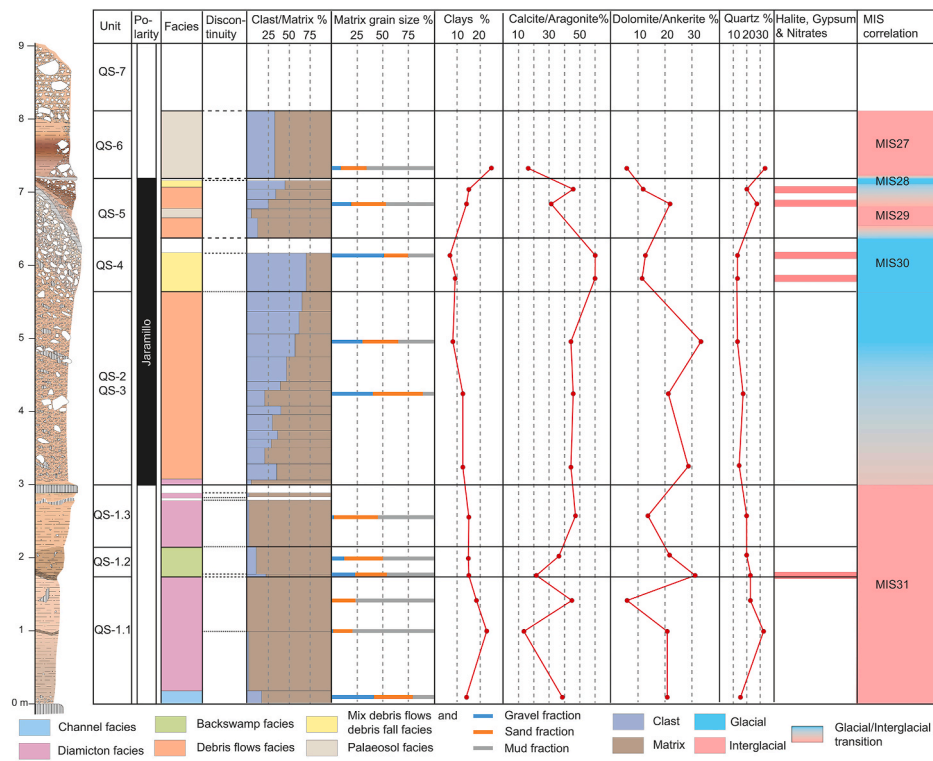 Unit
Po-
larity
Facies
Discon-
tinuity
Clast/Matrix %
25 50 75
Matrix grain size %
25 50 75
Clays %
10 20
Calcite/Aragonite%
10 30 50
Dolomite/Ankerite %
10 20 30
Quartz %
10 20 30
Halite, Gypsum
& Nitrates
MIS
correlation
9
QS-7
8
QS-6
MIS27
7
MIS28
QS-5
MIS29
6
QS-4
MIS30
5
Jaramillo
QS-2
QS-3
4
3
QS-1.3
2
QS-1.2
MIS31
1
QS-1.1
0 m
Channel facies
Diamicton facies
Backswamp facies
Debris flows facies
Mix debris flows and
debris fall facies
Palaeosol facies
Gravel fraction
Sand fraction
Mud fraction
Clast
Matrix
Glacial
Interglacial
Glacial/Interglacial
transition